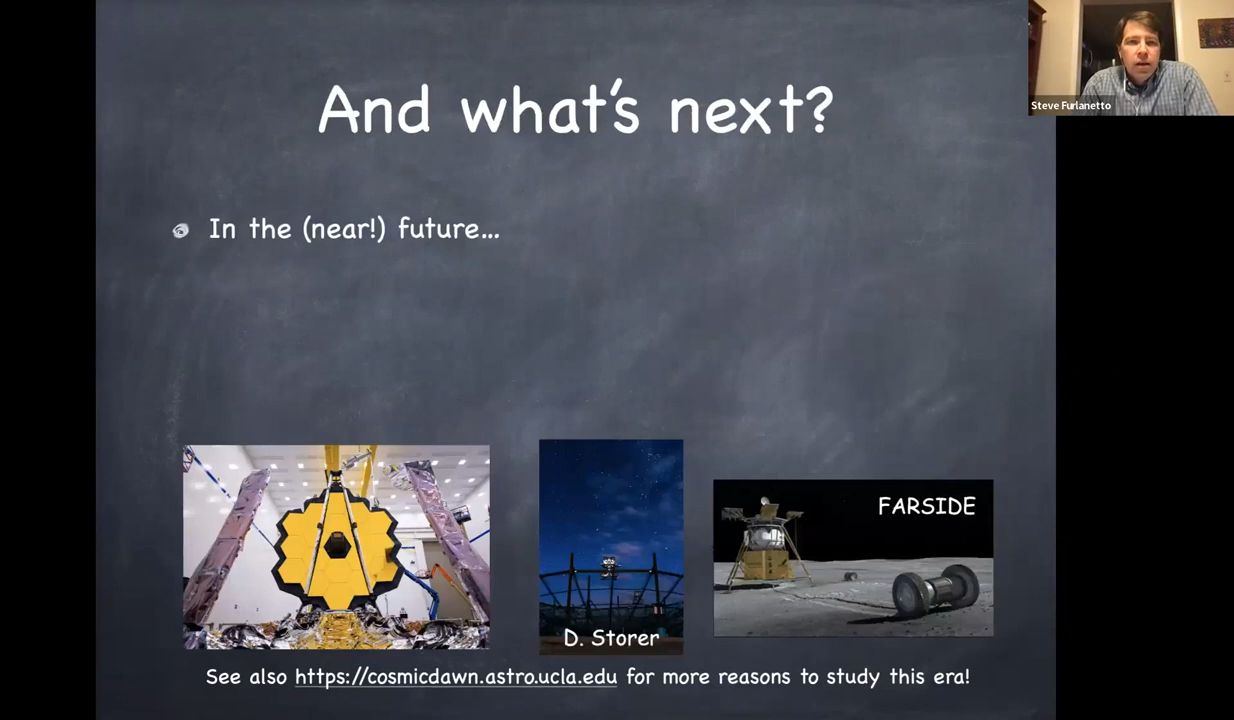 And what's next?
Steve Furlanetto
In the (near!) future...
FARSIDE
D. Storer
See also https://cosmicdawn.astro.ucla.edu for more reasons to study this era!